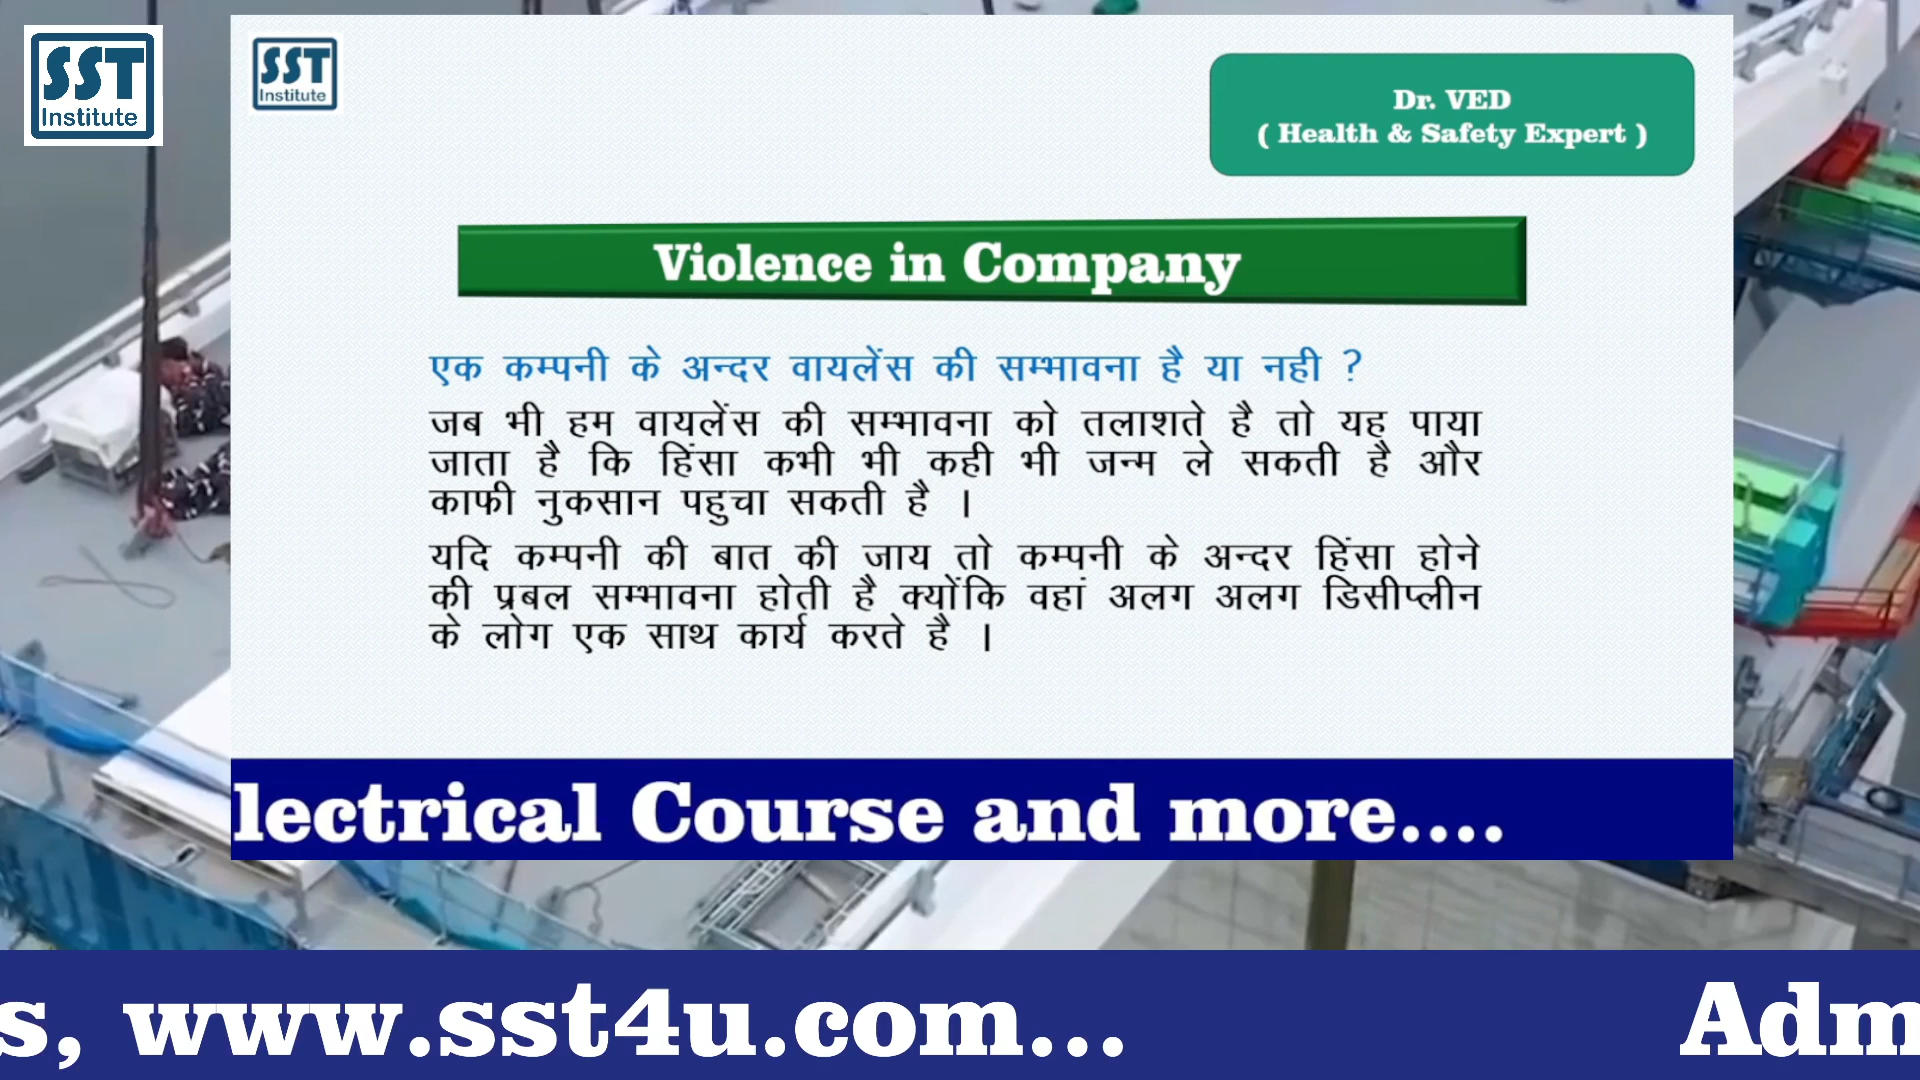 SST
Institute
SST
Institute
Dr. VED
( Health & Safety Expert )
Violence in Company
एक कम्पनी के अन्दर वायलेंस की सम्भावना है या नही ?
जब भी हम वायलेंस की सम्भावना को तलाशते है तो यह पाया
जाता है कि हिंसा कभी भी कही भी जन्म ले सकती है और
काफी नुकसान पहुचा सकती है ।
यदि कम्पनी की बात की जाय तो कम्पनी के अन्दर हिंसा होने
की प्रबल सम्भावना होती है क्योंकि वहां अलग अलग डिसीप्लीन
के लोग एक साथ कार्य करते है ।
lectrical Course and more....
s, www.sst4u.com... Adm